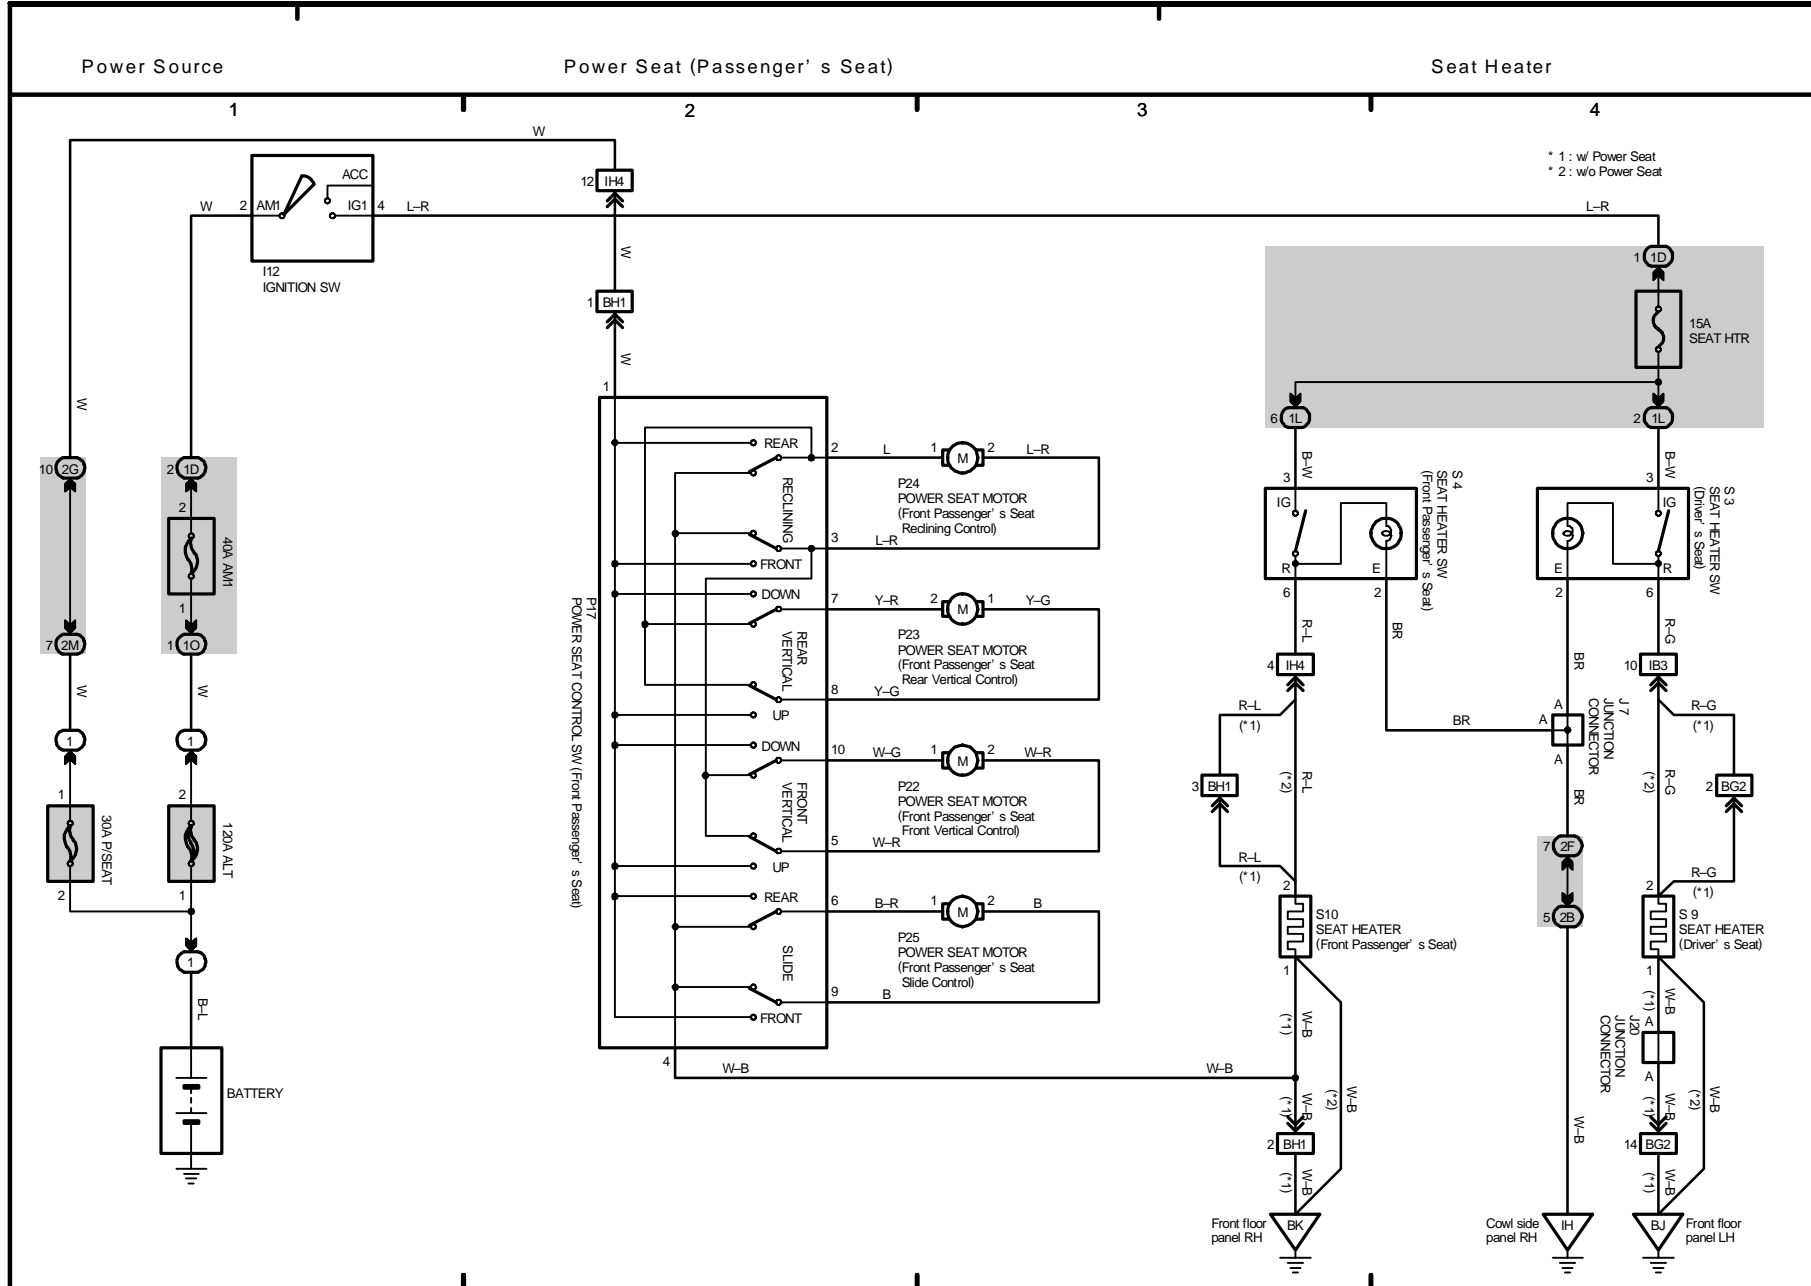 Power Source
Power Seat (Passenger's Seat)
Seat Heater
1
2
3
4
* 1 : w/ Power Seat
* 2 : w/o Power Seat
W
12 IH4
ACC
W
2
AM1
IG1
4
L–R
L–R
I12
IGNITION SW
W
1 BH1
W
1
1 1D
15A
SEAT HTR
6 1L
2 1L
W
10 2G
2 1D
2
40A AM1
1
7 2M
1 1O
W
W
1
1
1
2
30A P/SEAT
120A ALT
2
1
1
B–L
BATTERY
P17
POWER SEAT CONTROL SW (Front Passenger's Seat)
REAR
RECLINING
FRONT
2
L
1
M
2
L–R
P24
POWER SEAT MOTOR
(Front Passenger's Seat
Reclining Control)
3
L–R
DOWN
REAR
VERTICAL
UP
7
Y–R
2
M
1
Y–G
P23
POWER SEAT MOTOR
(Front Passenger's Seat
Rear Vertical Control)
8
Y–G
DOWN
FRONT
VERTICAL
UP
10
W–G
1
M
2
W–R
P22
POWER SEAT MOTOR
(Front Passenger's Seat
Front Vertical Control)
5
W–R
REAR
SLIDE
FRONT
6
B–R
1
M
2
B
P25
POWER SEAT MOTOR
(Front Passenger's Seat
Slide Control)
9
B
4
W–B
W–B
B–W
3
IG
R
E
6
2
S 4
SEAT HEATER SW
(Front Passenger's Seat)
B–W
3
IG
E
R
2
6
S 3
SEAT HEATER SW
(Driver's Seat)
R–L
BR
BR
R–G
4 IH4
10 IB3
R–L
(*1)
BR
A
A
A
J 7
JUNCTION
CONNECTOR
R–G
(*1)
3 BH1
R–L
(*2)
BR
R–G
(*2)
2 BG2
R–L
(*1)
7 2F
R–G
(*1)
2
S10
SEAT HEATER
(Front Passenger's Seat)
1
5 2B
2
S 9
SEAT HEATER
(Driver's Seat)
1
W–B
(*1)
W–B
(*1)
A
J20
JUNCTION
CONNECTOR
A
W–B
(*1)
W–B
(*2)
W–B
W–B
(*1)
W–B
(*2)
2 BH1
14 BG2
W–B
(*1)
W–B
(*1)
Front floor
panel RH
BK
Cowl side
panel RH
IH
BJ
Front floor
panel LH